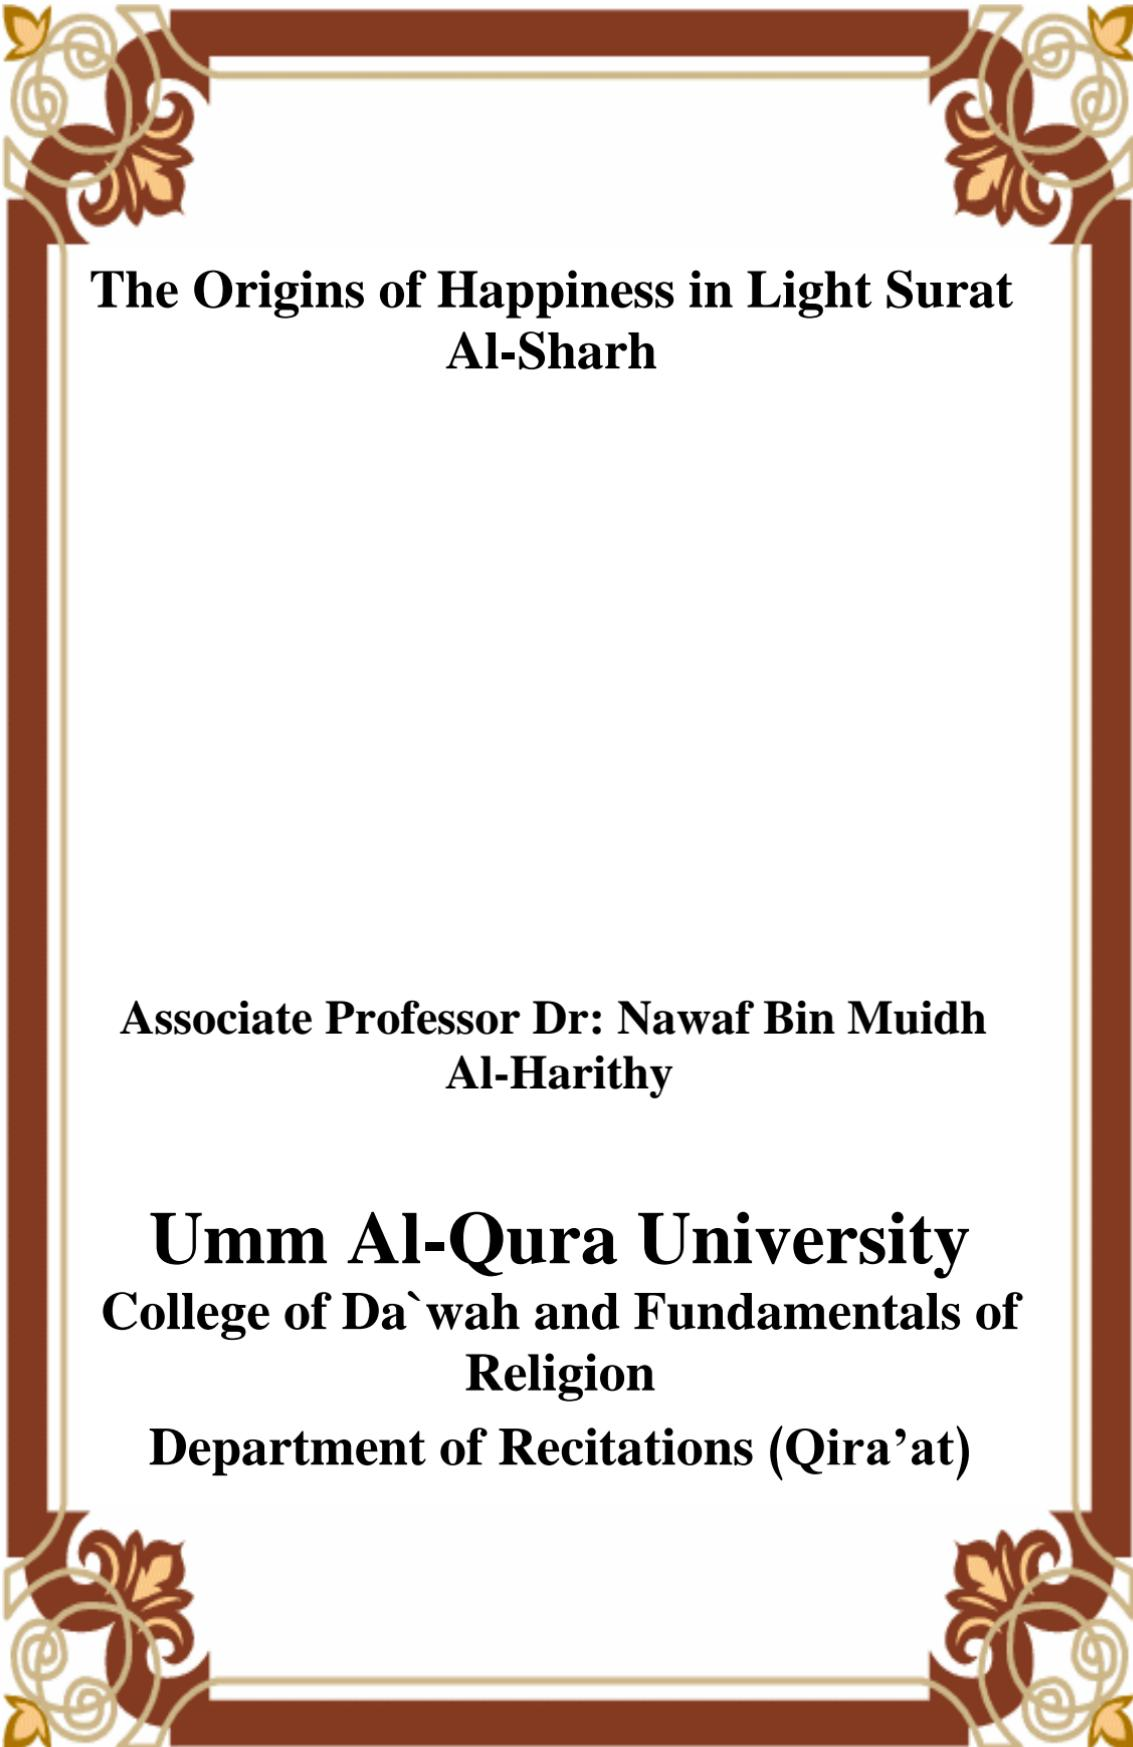 The Origins of Happiness in Light Surat
Al-Sharh
Associate Professor Dr: Nawaf Bin Muidh
Al-Harithy
Umm Al-Qura University
College of Da`wah and Fundamentals of
Religion
Department of Recitations (Qira’at)